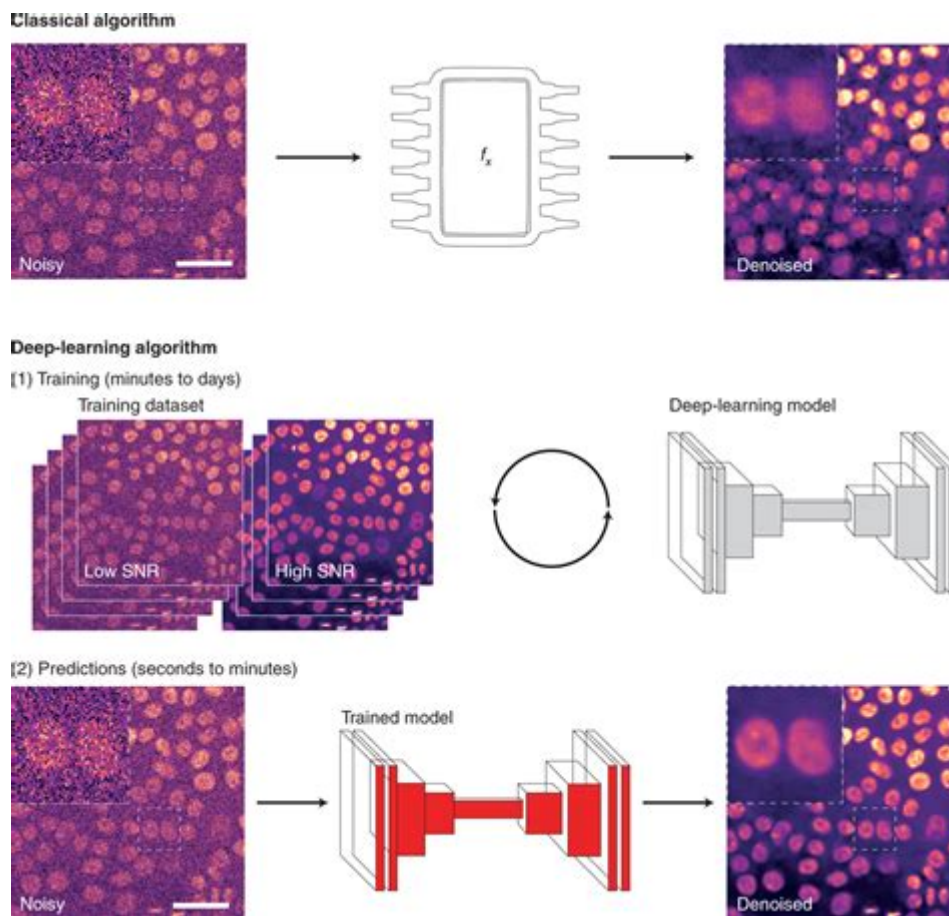 Classical algorithm
f_x
Noisy
Denoised
Deep-learning algorithm
(1) Training (minutes to days)
Training dataset
Deep-learning model
Low SNR
High SNR
(2) Predictions (seconds to minutes)
Trained model
Noisy
Denoised